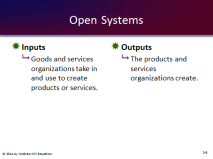 Open Systems
Inputs
Goods and services
organizations take in
and use to create
products or services.
Outputs
The products and
services
organizations create.